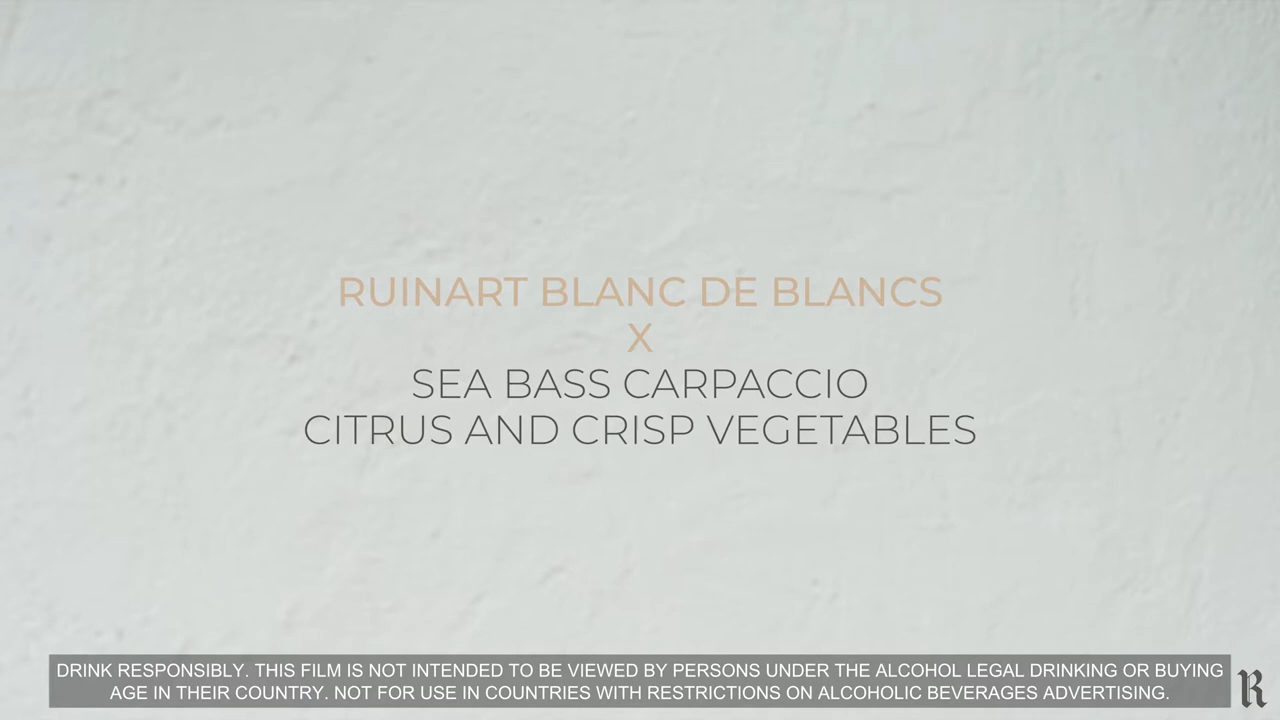 RUINART BLANC DE BLANCS
X
SEA BASS CARPACCIO
CITRUS AND CRISP VEGETABLES
DRINK RESPONSIBLY. THIS FILM IS NOT INTENDED TO BE VIEWED BY PERSONS UNDER THE ALCOHOL LEGAL DRINKING OR BUYING
AGE IN THEIR COUNTRY. NOT FOR USE IN COUNTRIES WITH RESTRICTIONS ON ALCOHOLIC BEVERAGES ADVERTISING.
R